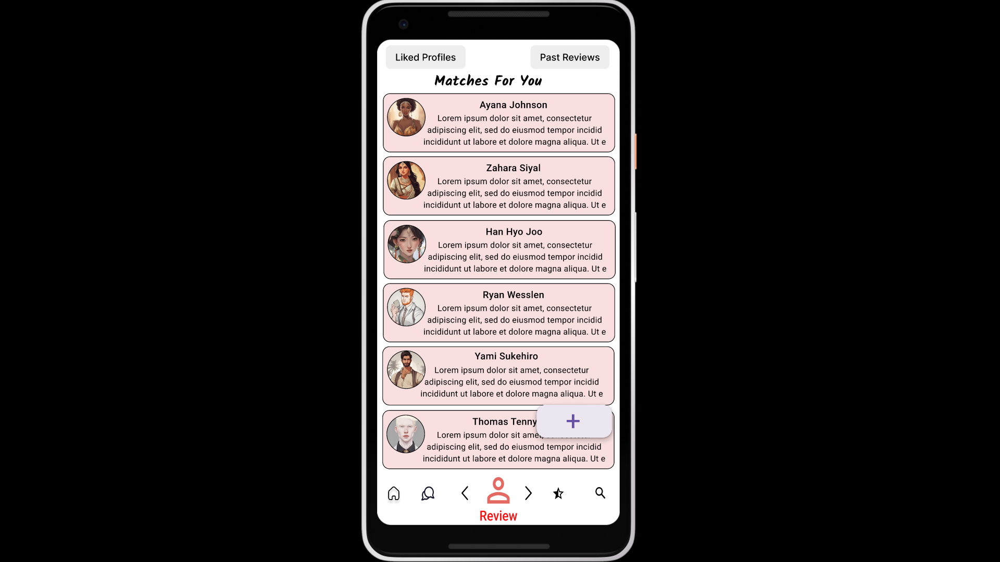 Liked Profiles
Past Reviews
Matches For You
Ayana Johnson
Lorem ipsum dolor sit amet, consectetur
adipiscing elit, sed do eiusmod tempor incidid
incididunt ut labore et dolore magna aliqua. Ut e
Zahara Siyal
Lorem ipsum dolor sit amet, consectetur
adipiscing elit, sed do eiusmod tempor incidid
incididunt ut labore et dolore magna aliqua. Ut e
Han Hyo Joo
Lorem ipsum dolor sit amet, consectetur
adipiscing elit, sed do eiusmod tempor incidid
incididunt ut labore et dolore magna aliqua. Ut e
Ryan Wesslen
Lorem ipsum dolor sit amet, consectetur
adipiscing elit, sed do eiusmod tempor incidid
incididunt ut labore et dolore magna aliqua. Ut e
Yami Sukehiro
Lorem ipsum dolor sit amet, consectetur
adipiscing elit, sed do eiusmod tempor incidid
incididunt ut labore et dolore magna aliqua. Ut e
Thomas Tenny
Lorem ipsum dolor sit amet,
adipiscing elit, sed do eiusmod tempor incidid
incididunt ut labore et dolore magna aliqua. Ut e
Review